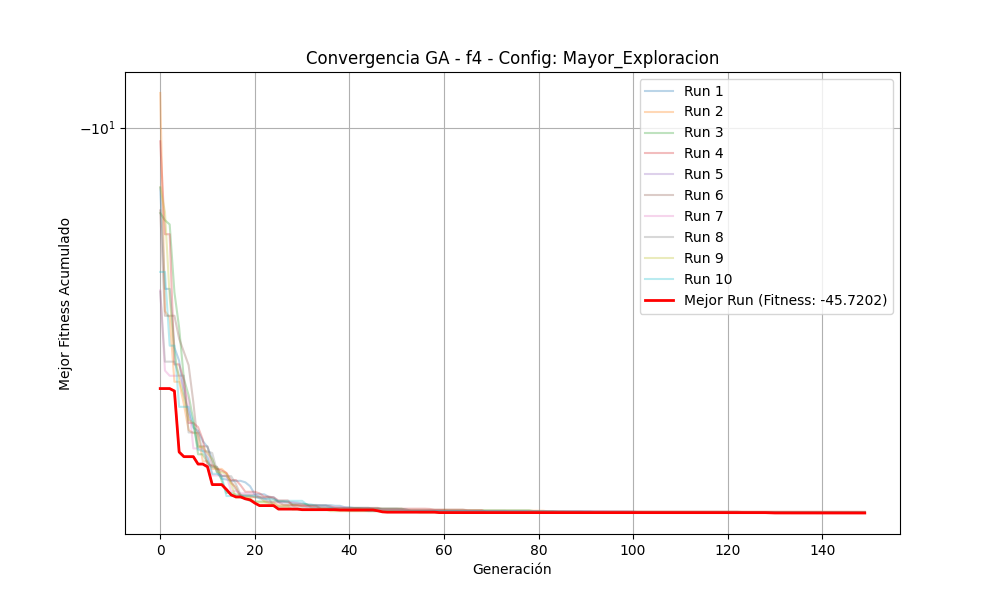 Convergencia GA - f4 - Config: Mayor_Exploracion
−10¹
Mejor Fitness Acumulado
Run 1
Run 2
Run 3
Run 4
Run 5
Run 6
Run 7
Run 8
Run 9
Run 10
Mejor Run (Fitness: -45.7202)
0 20 40 60 80 100 120 140
Generación